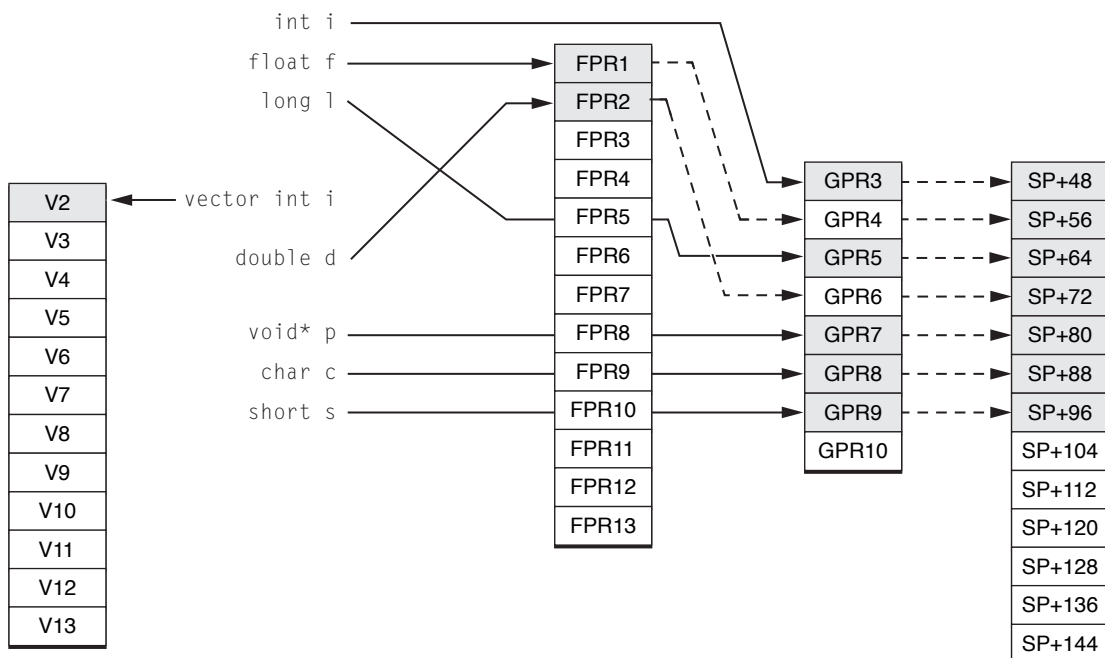 int i
float f
long l
vector int i
double d
void* p
char c
short s
V2
V3
V4
V5
V6
V7
V8
V9
V10
V11
V12
V13
FPR1
FPR2
FPR3
FPR4
FPR5
FPR6
FPR7
FPR8
FPR9
FPR10
FPR11
FPR12
FPR13
GPR3
GPR4
GPR5
GPR6
GPR7
GPR8
GPR9
GPR10
SP+48
SP+56
SP+64
SP+72
SP+80
SP+88
SP+96
SP+104
SP+112
SP+120
SP+128
SP+136
SP+144